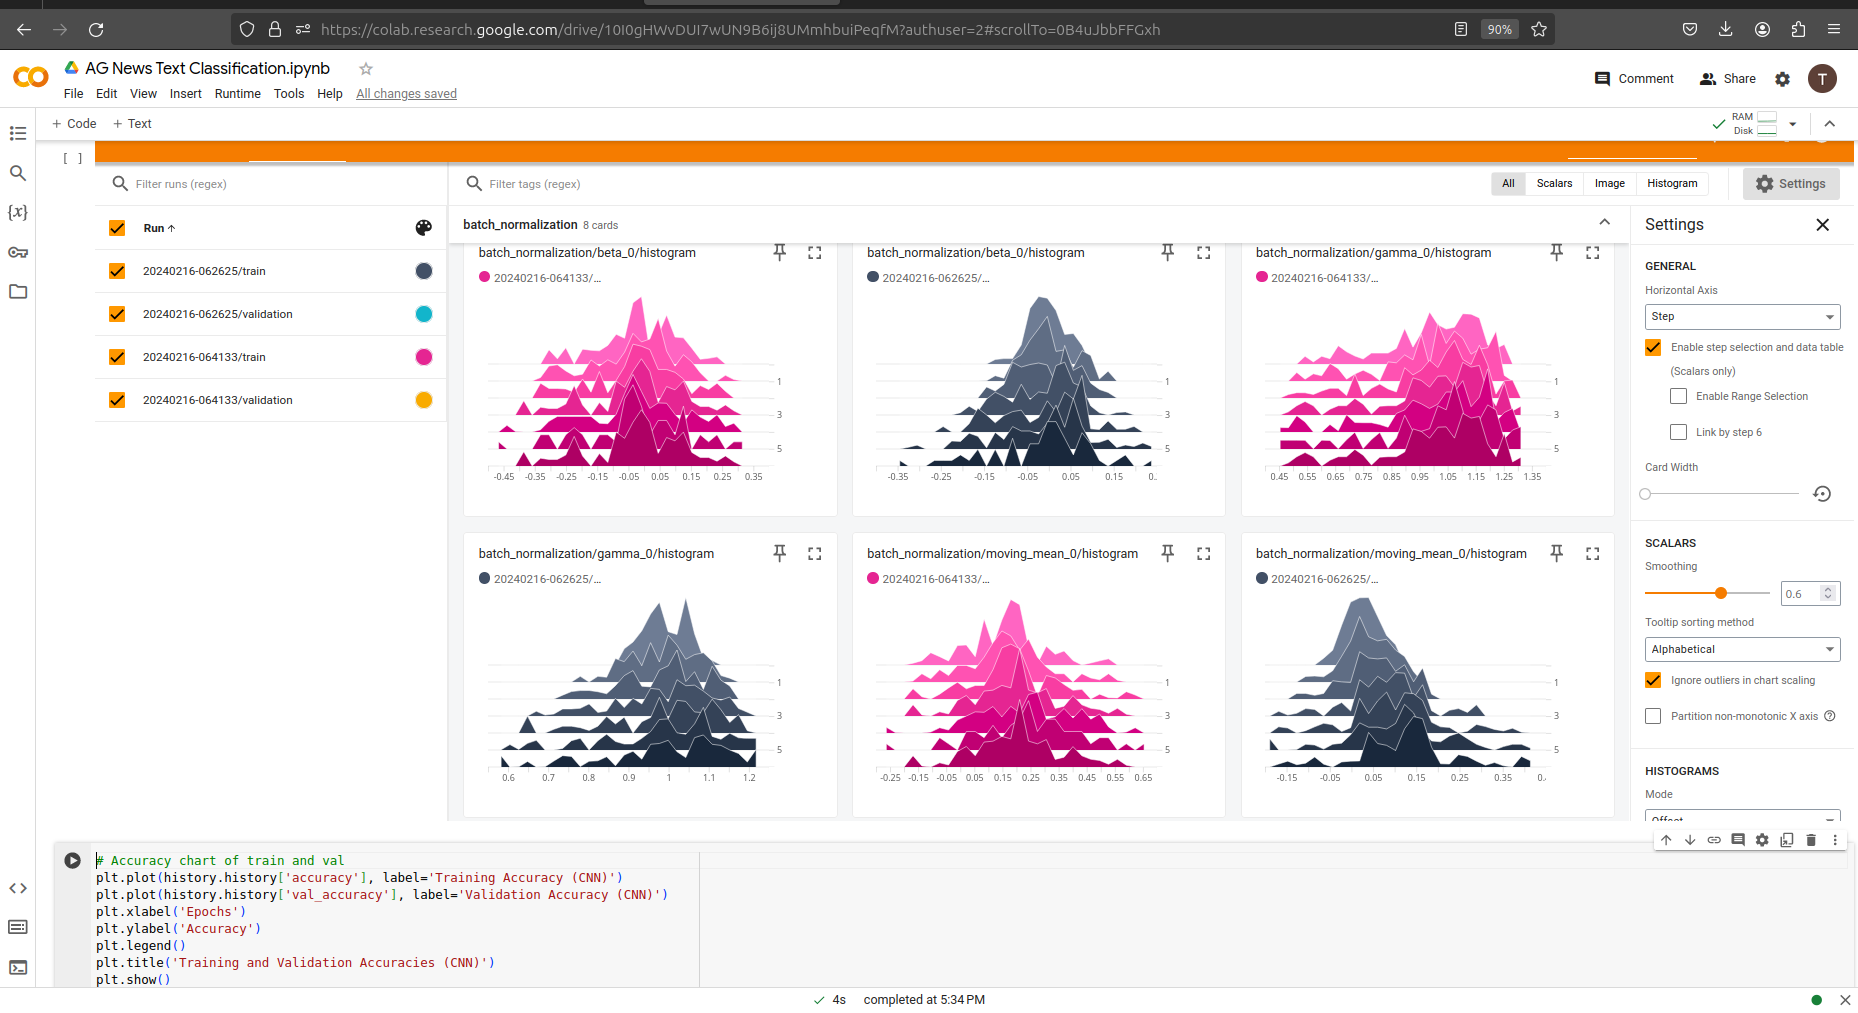 https://colab.research.google.com/drive/10I0gHWvDUI7wUN9B6ij8UMmhbuiPeqfM?authuser=2#scrollTo=0B4uJbbFFGxh
90%
AG News Text Classification.ipynb
File Edit View Insert Runtime Tools Help All changes saved
Comment
Share
T
+ Code + Text
RAM
Disk
[ ]
Filter runs (regex)
Filter tags (regex)
All Scalars Image Histogram
Settings
Run
20240216-062625/train
20240216-062625/validation
20240216-064133/train
20240216-064133/validation
batch_normalization 8 cards
batch_normalization/beta_0/histogram
20240216-064133/...
1
3
5
-0.45 -0.35 -0.25 -0.15 -0.05 0.05 0.15 0.25 0.35
batch_normalization/beta_0/histogram
20240216-062625/...
1
3
5
-0.35 -0.25 -0.15 -0.05 0.05 0.15 0..
batch_normalization/gamma_0/histogram
20240216-064133/...
1
3
5
0.45 0.55 0.65 0.75 0.85 0.95 1.05 1.15 1.25 1.35
batch_normalization/gamma_0/histogram
20240216-062625/...
1
3
5
0.6 0.7 0.8 0.9 1 1.1 1.2
batch_normalization/moving_mean_0/histogram
20240216-064133/...
1
3
5
-0.25 -0.15 -0.05 0.05 0.15 0.25 0.35 0.45 0.55 0.65
batch_normalization/moving_mean_0/histogram
20240216-062625/...
1
3
5
-0.15 -0.05 0.05 0.15 0.25 0.35 0.
Settings
GENERAL
Horizontal Axis
Step
Enable step selection and data table
(Scalars only)
Enable Range Selection
Link by step 6
Card Width
SCALARS
Smoothing
0.6
Tooltip sorting method
Alphabetical
Ignore outliers in chart scaling
Partition non-monotonic X axis
HISTOGRAMS
Mode
Offset
# Accuracy chart of train and val
plt.plot(history.history['accuracy'], label='Training Accuracy (CNN)')
plt.plot(history.history['val_accuracy'], label='Validation Accuracy (CNN)')
plt.xlabel('Epochs')
plt.ylabel('Accuracy')
plt.legend()
plt.title('Training and Validation Accuracies (CNN)')
plt.show()
4s completed at 5:34 PM